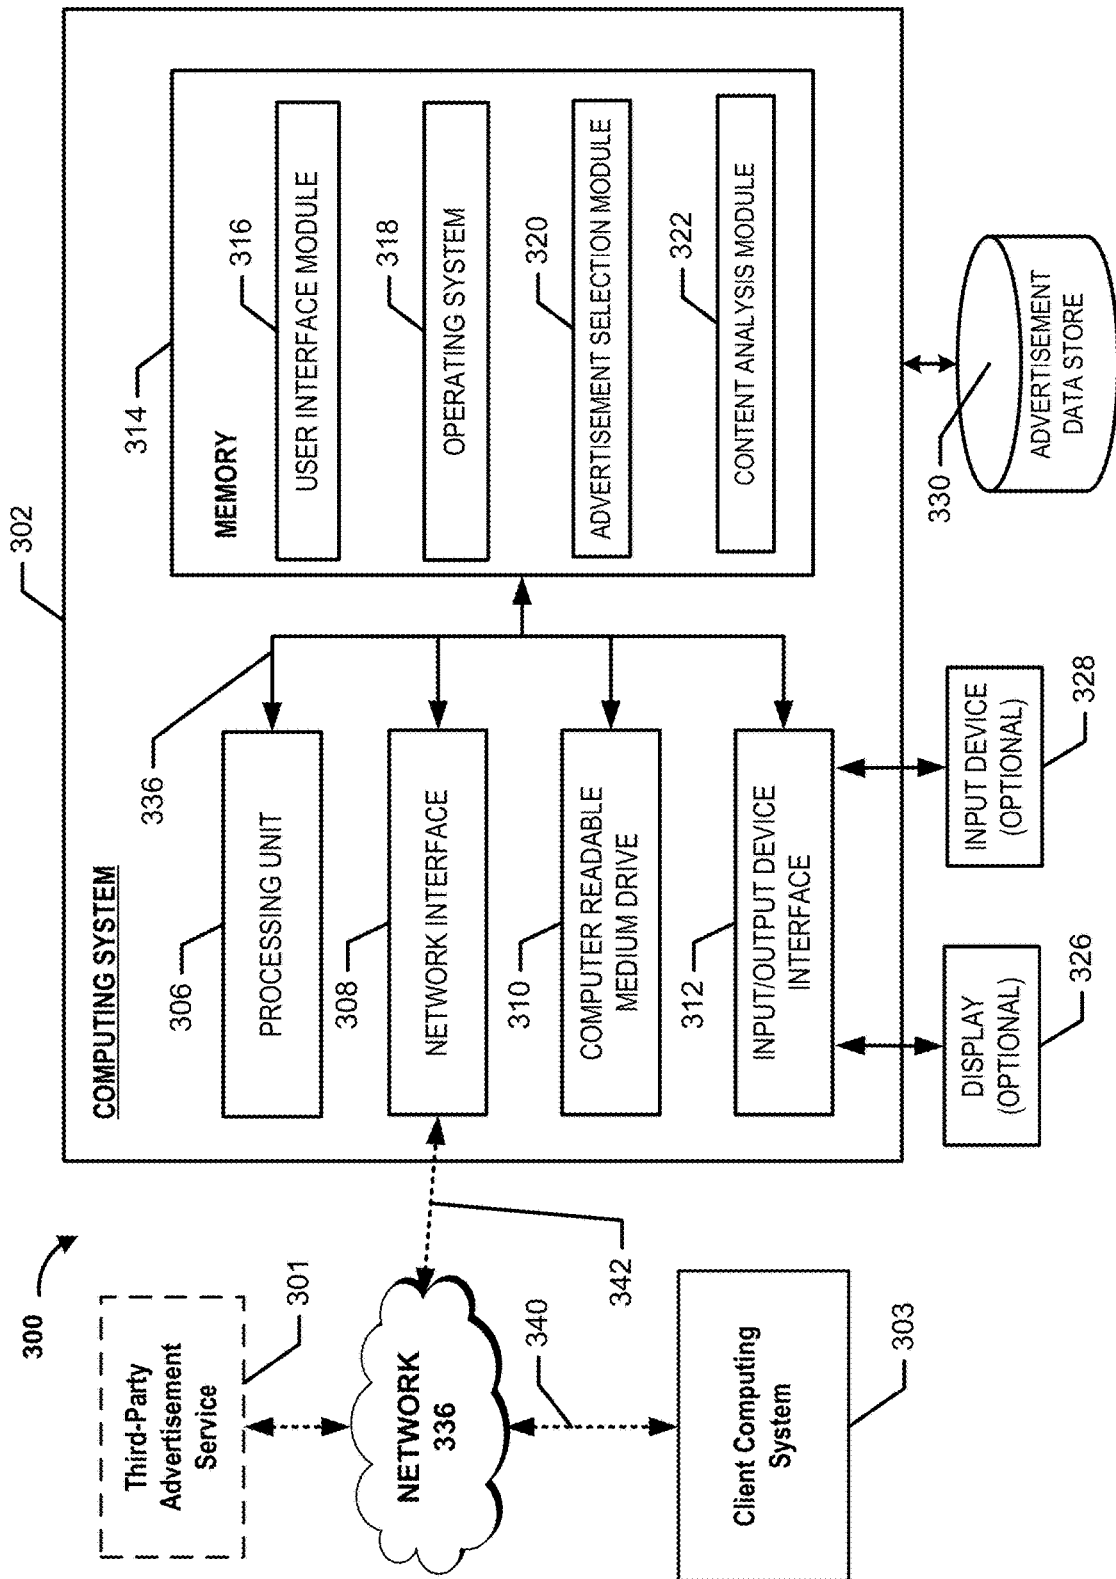 300
Third-Party
Advertisement
Service
301
NETWORK
336
340
342
Client Computing
System
303
302
COMPUTING SYSTEM
336
306
PROCESSING UNIT
308
NETWORK INTERFACE
310
COMPUTER READABLE
MEDIUM DRIVE
312
INPUT/OUTPUT DEVICE
INTERFACE
314
MEMORY
316
USER INTERFACE MODULE
318
OPERATING SYSTEM
320
ADVERTISEMENT SELECTION MODULE
322
CONTENT ANALYSIS MODULE
DISPLAY
(OPTIONAL)
326
INPUT DEVICE
(OPTIONAL)
328
330
ADVERTISEMENT
DATA STORE